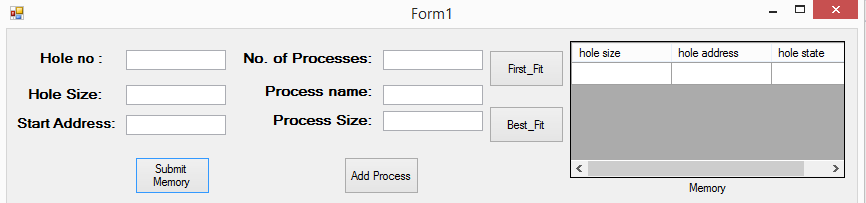 Form1
Hole no :
No. of Processes:
First_Fit
hole size
hole address
hole state
Hole Size:
Process name:
Start Address:
Process Size:
Best_Fit
Submit
Memory
Add Process
Memory